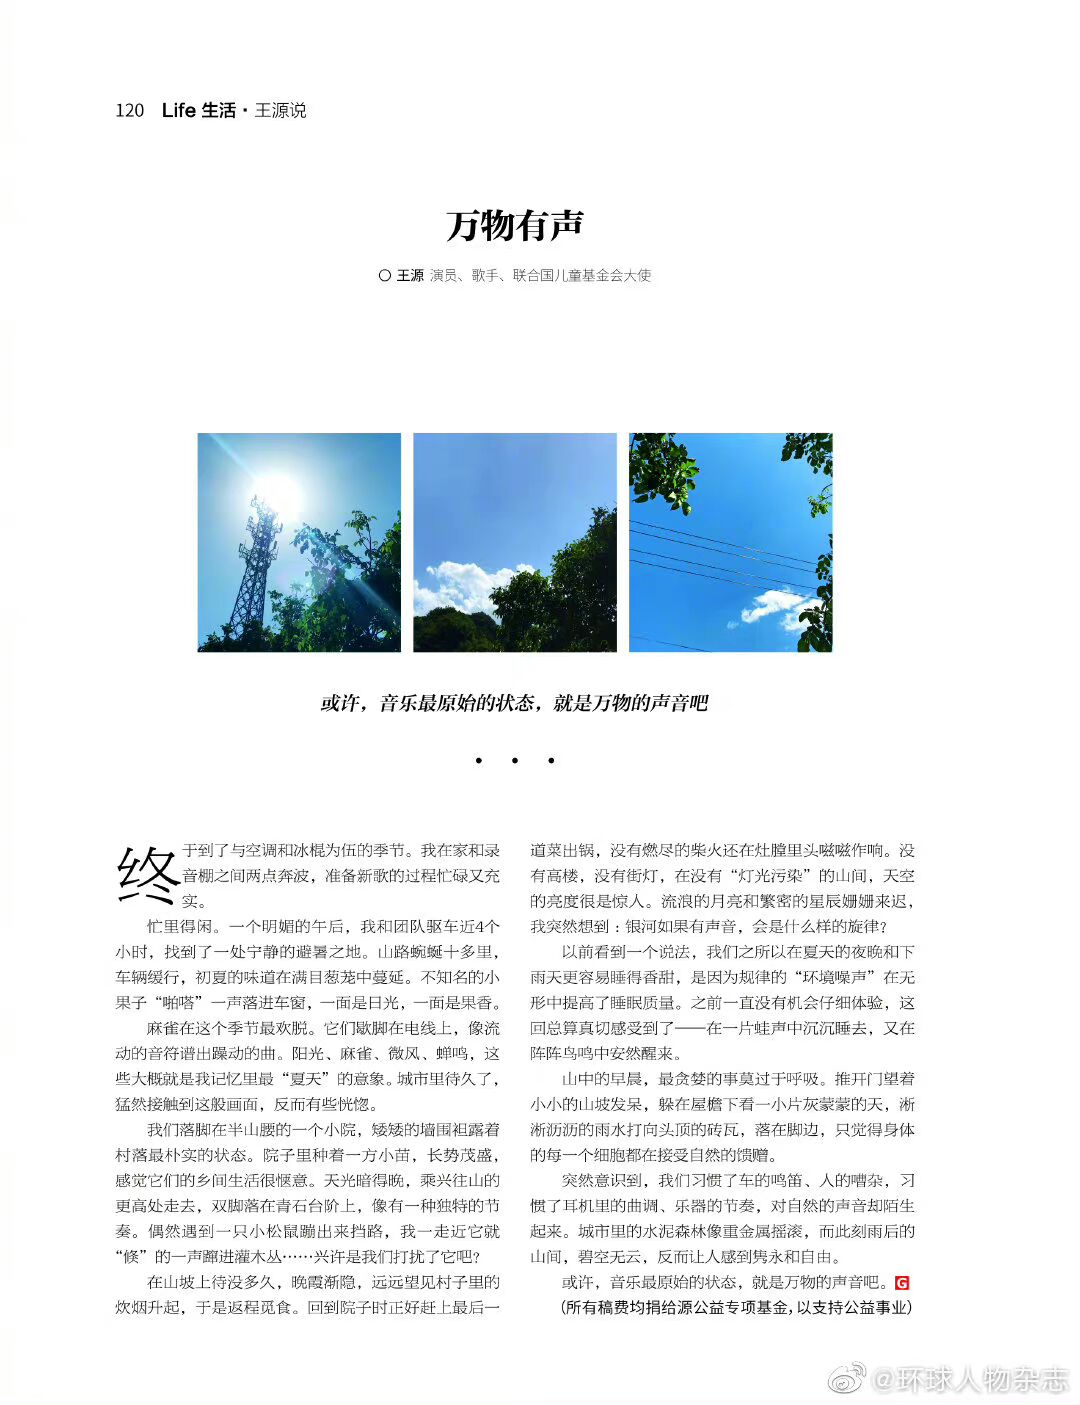 120 Life 生活·王源说
万物有声
○ 王源 演员、歌手、联合国儿童基金会大使
或许，音乐最原始的状态，就是万物的声音吧
• • •
终于到了与空调和冰棍为伍的季节。我在家和录
音棚之间两点奔波，准备新歌的过程忙碌又充
实。
忙里得闲。一个明媚的午后，我和团队驱车近4个
小时，找到了一处宁静的避暑之地。山路蜿蜒十多里，
车辆缓行，初夏的味道在满目葱茏中蔓延。不知名的小
果子“啪嗒”一声落进车窗，一面是日光，一面是果香。
麻雀在这个季节最欢脱。它们歇脚在电线上，像流
动的音符谱出躁动的曲。阳光、麻雀、微风、蝉鸣，这
些大概就是我记忆里最“夏天”的意象。城市里待久了，
猛然接触到这般画面，反而有些恍惚。
我们落脚在半山腰的一个小院，矮矮的墙围袒露着
村落最朴实的状态。院子里种着一方小苗，长势茂盛，
感觉它们的乡间生活很惬意。天光暗得晚，乘兴往山的
更高处走去，双脚落在青石台阶上，像有一种独特的节
奏。偶然遇到一只小松鼠蹦出来挡路，我一走近它就
“倏”的一声蹿进灌木丛……兴许是我们打扰了它吧？
在山坡上待没多久，晚霞渐隐，远远望见村子里的
炊烟升起，于是返程觅食。回到院子时正好赶上最后一
道菜出锅，没有燃尽的柴火还在灶膛里头嗞嗞作响。没
有高楼，没有街灯，在没有“灯光污染”的山间，天空
的亮度很是惊人。流浪的月亮和繁密的星辰姗姗来迟，
我突然想到：银河如果有声音，会是什么样的旋律？
以前看到一个说法，我们之所以在夏天的夜晚和下
雨天更容易睡得香甜，是因为规律的“环境噪声”在无
形中提高了睡眠质量。之前一直没有机会仔细体验，这
回总算真切感受到了——在一片蛙声中沉沉睡去，又在
阵阵鸟鸣中安然醒来。
山中的早晨，最贪婪的事莫过于呼吸。推开门望着
小小的山坡发呆，躲在屋檐下看一小片灰蒙蒙的天，淅
淅沥沥的雨水打向头顶的砖瓦，落在脚边，只觉得身体
的每一个细胞都在接受自然的馈赠。
突然意识到，我们习惯了车的鸣笛、人的嘈杂，习
惯了耳机里的曲调、乐器的节奏，对自然的声音却陌生
起来。城市里的水泥森林像重金属摇滚，而此刻雨后的
山间，碧空无云，反而让人感到隽永和自由。
或许，音乐最原始的状态，就是万物的声音吧。G
（所有稿费均捐给源公益专项基金，以支持公益事业）
@环球人物杂志